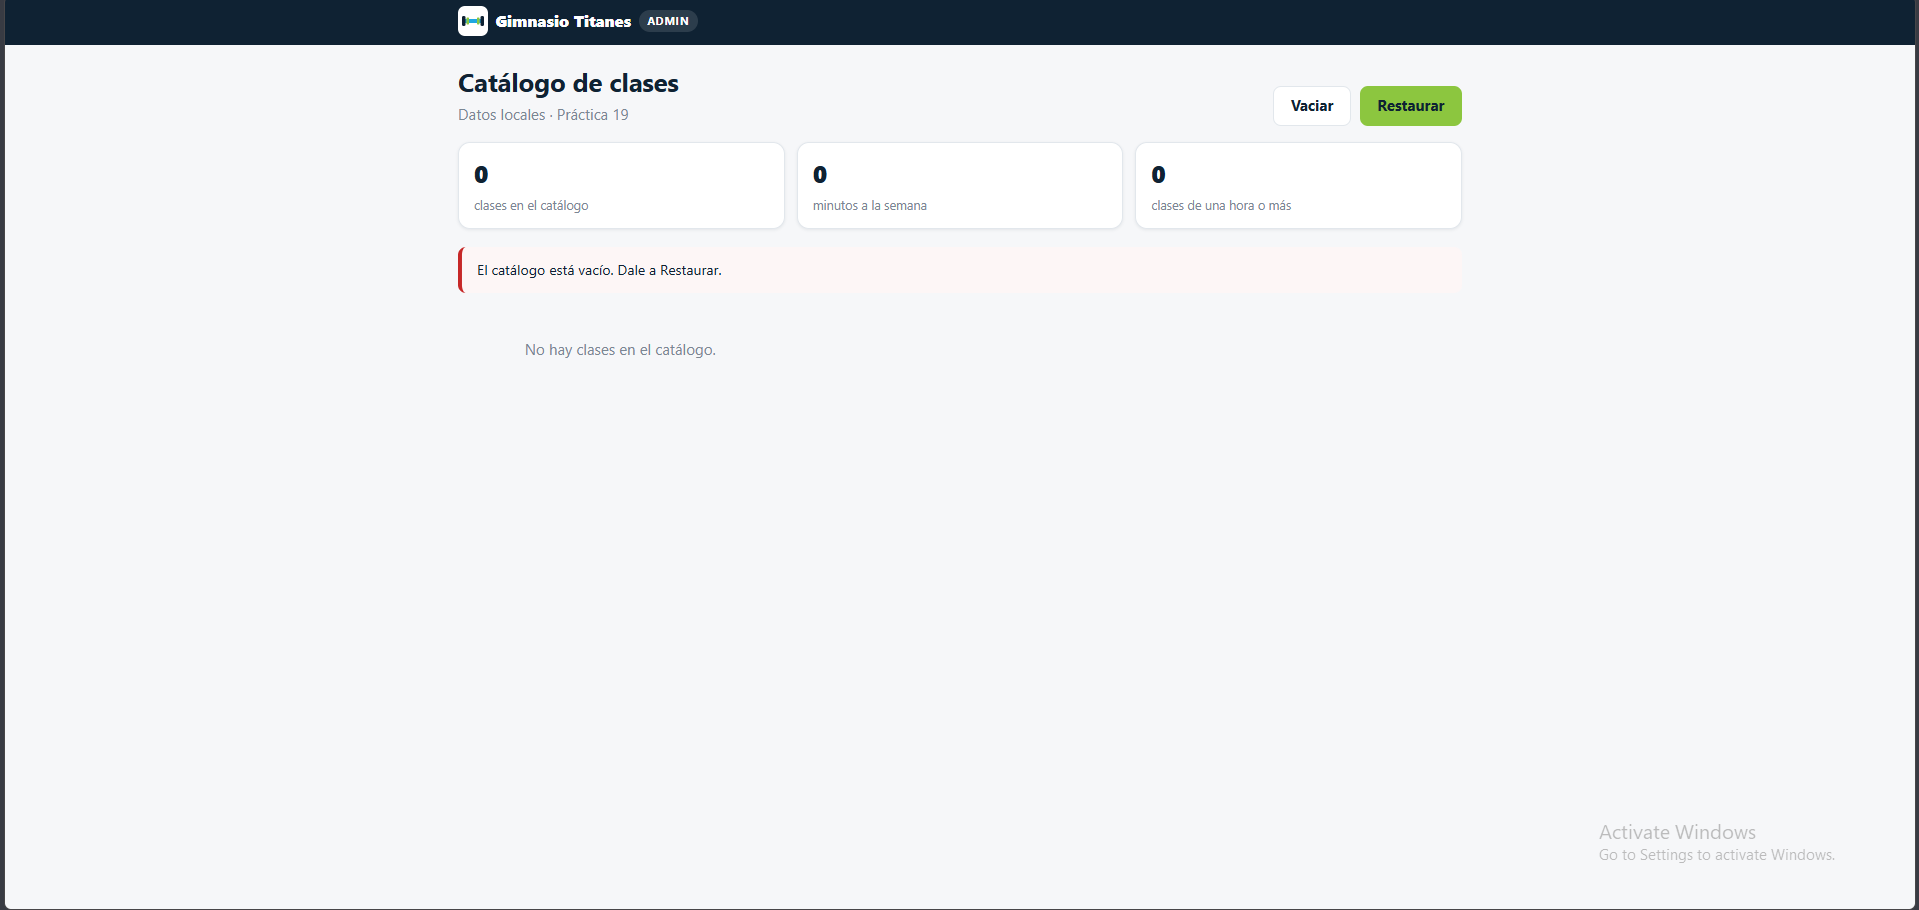 Gimnasio Titanes ADMIN
Catálogo de clases
Datos locales · Práctica 19
Vaciar Restaurar
0
clases en el catálogo
0
minutos a la semana
0
clases de una hora o más
El catálogo está vacío. Dale a Restaurar.
No hay clases en el catálogo.
Activate Windows
Go to Settings to activate Windows.